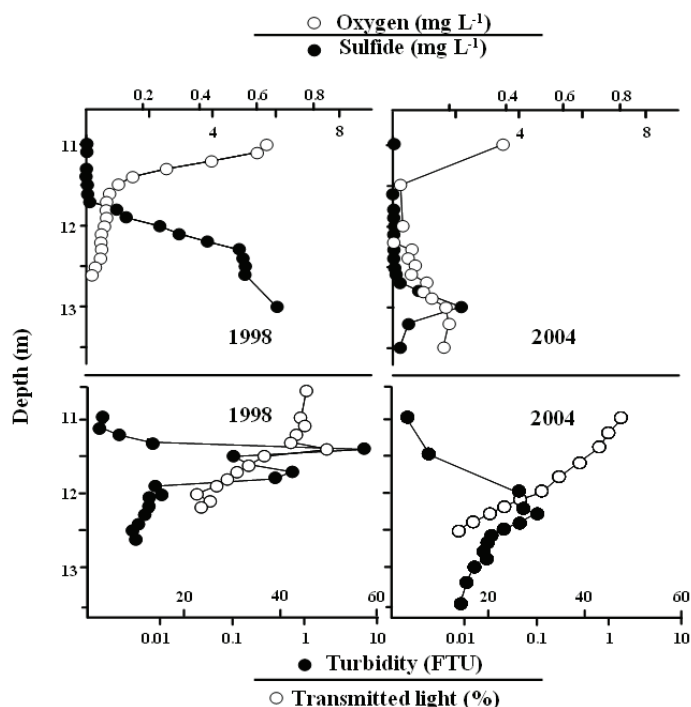 ○ Oxygen (mg L-1)
● Sulfide (mg L-1)
0.2 0.4 0.6 0.8
4 8
0.2 0.4 0.8
4 8
11
12
13
1998
2004
Depth (m)
11
12
13
1998
2004
20 40 60
20 40 60
0.01 0.1 1 10
0.01 0.1 1 10
● Turbidity (FTU)
○ Transmitted light (%)